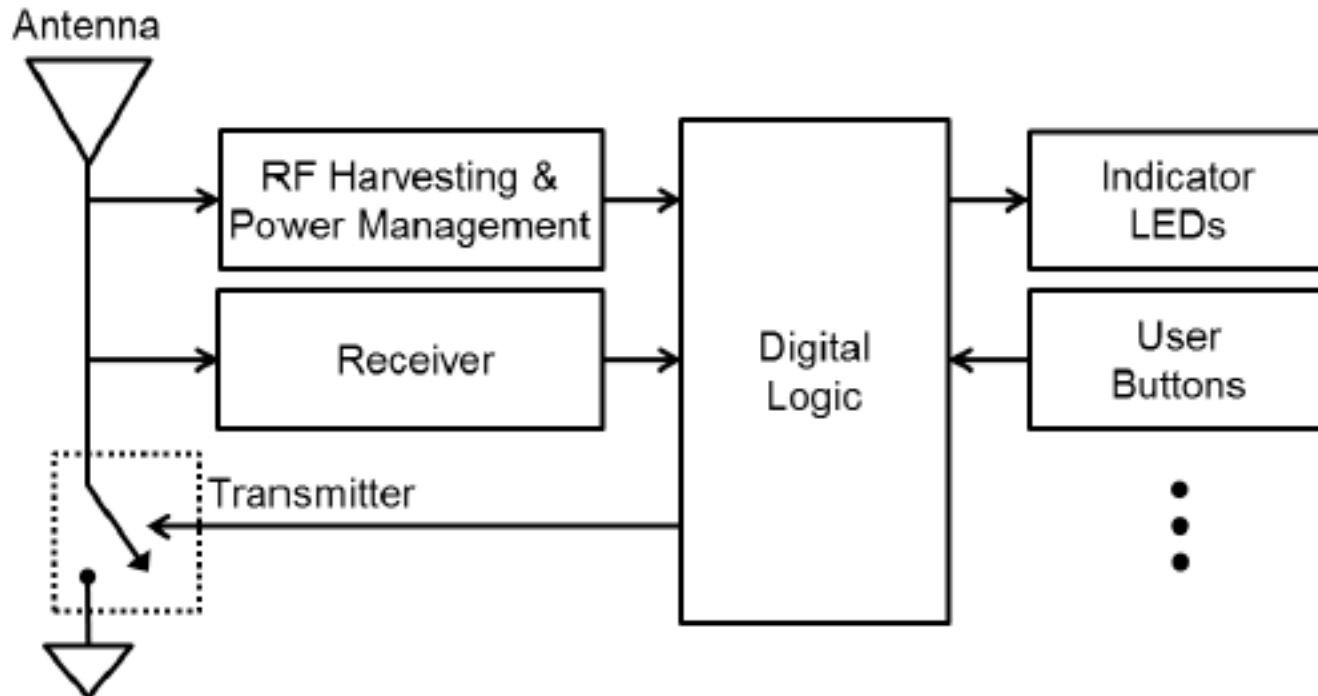 Antenna
RF Harvesting &
Power Management
Indicator
LEDs
Receiver
Digital
Logic
User
Buttons
Transmitter